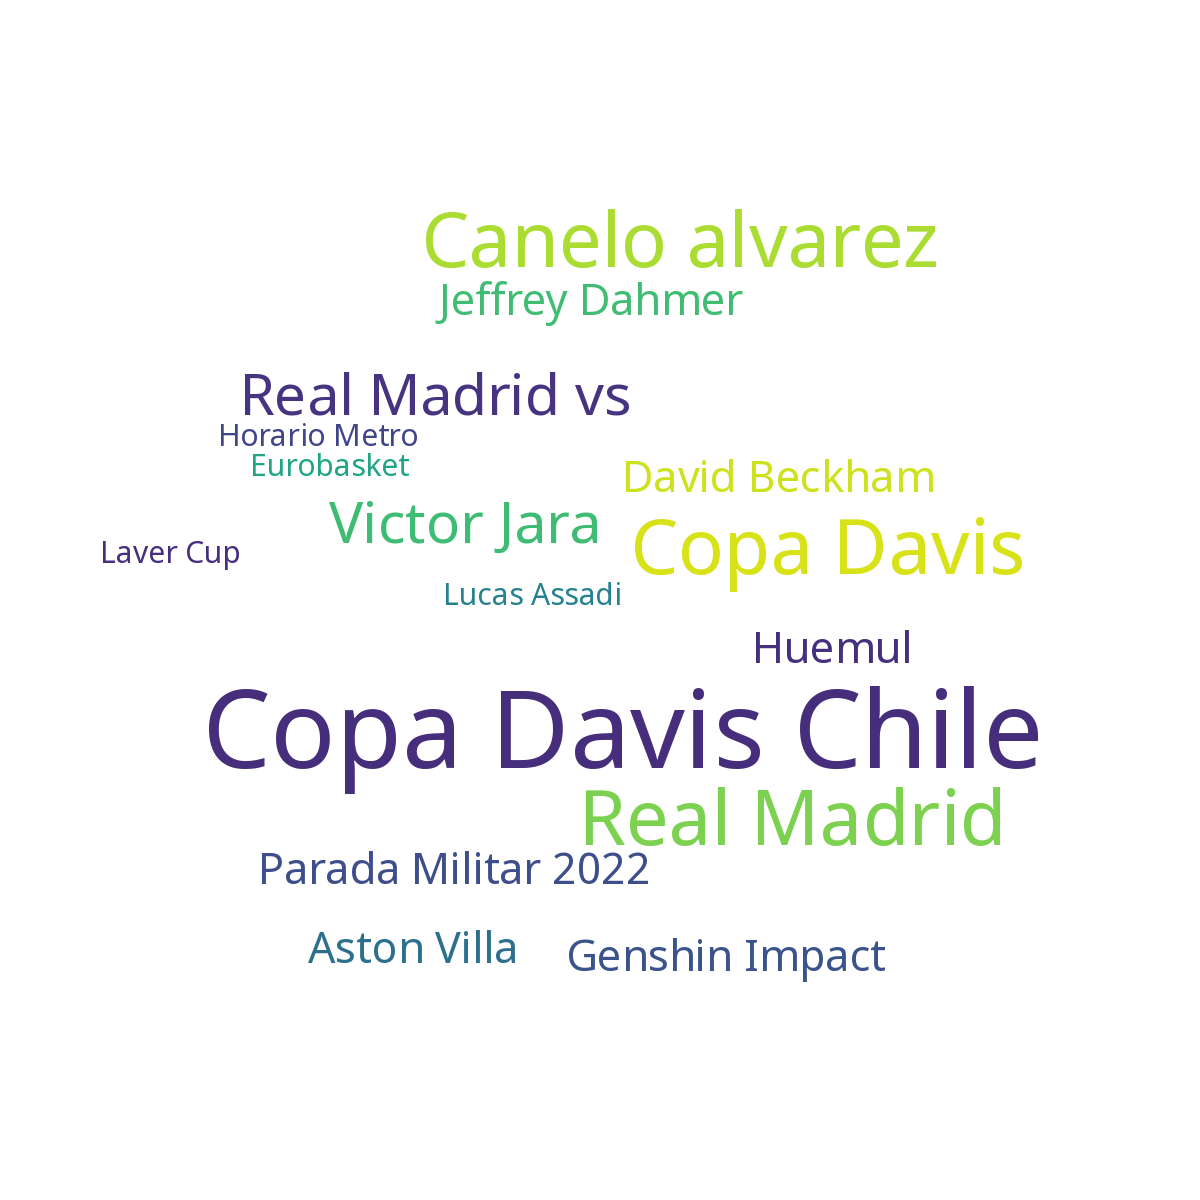 Canelo alvarez
Jeffrey Dahmer
Real Madrid vs
Horario Metro
Eurobasket
David Beckham
Victor Jara
Copa Davis
Laver Cup
Lucas Assadi
Huemul
Copa Davis Chile
Real Madrid
Parada Militar 2022
Aston Villa
Genshin Impact